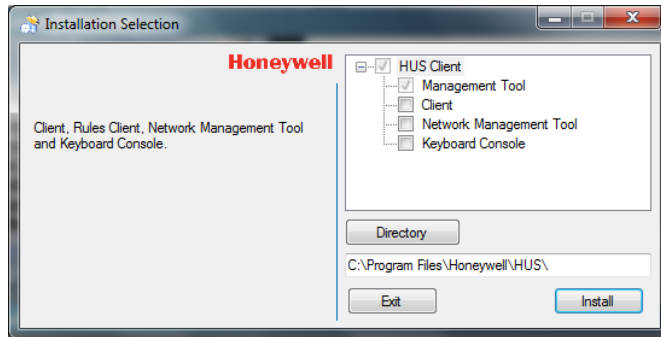 Installation Selection
Honeywell
Client, Rules Client, Network Management Tool
and Keyboard Console.
HUS Client
Management Tool
Client
Network Management Tool
Keyboard Console
Directory
C:\Program Files\Honeywell\HUS\
Exit
Install